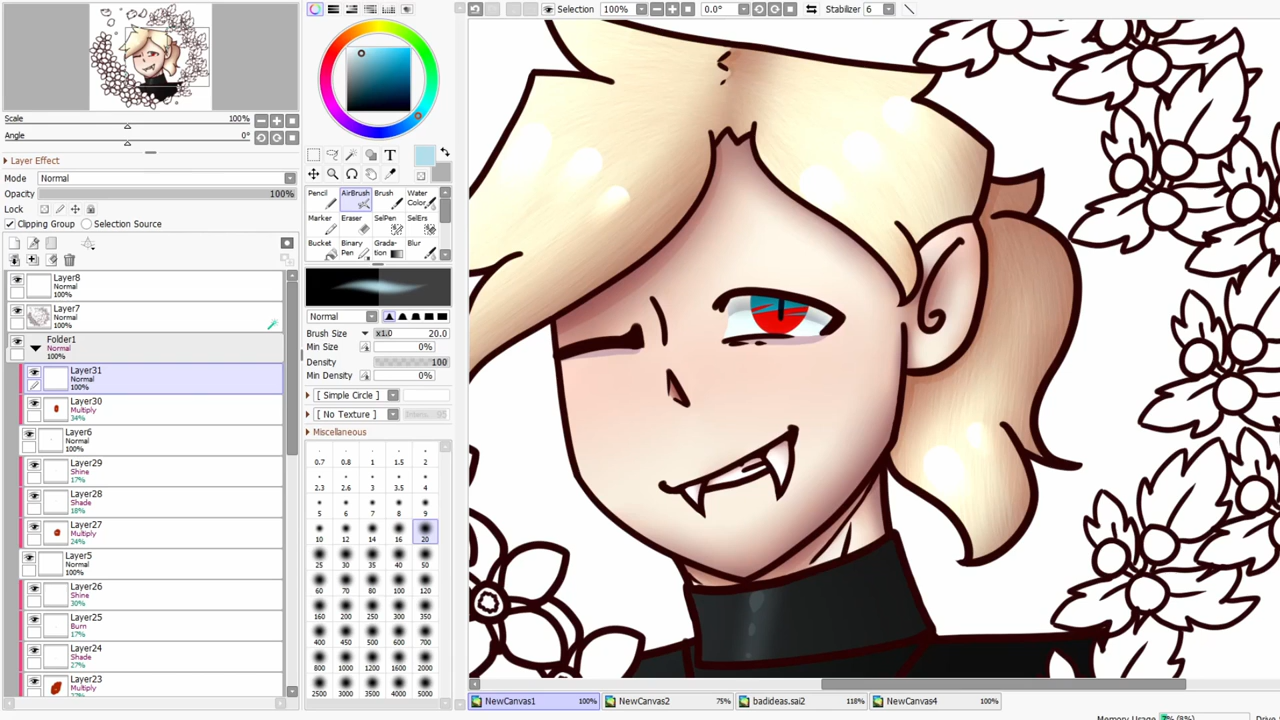 Selection 100% 0.0° Stabilizer 6
Scale 100%
Angle 0°
Layer Effect
Mode Normal
Opacity 100%
Lock
Clipping Group Selection Source
Layer8
Normal
100%
Layer7
Normal
100%
Folder1
Normal
100%
Layer31
Normal
100%
Layer30
Multiply
34%
Layer6
Normal
100%
Layer29
Shine
17%
Layer28
Shade
18%
Layer27
Multiply
24%
Layer5
Normal
100%
Layer26
Shine
30%
Layer25
Burn
17%
Layer24
Shade
27%
Layer23
Multiply
T
Pencil AirBrush Brush Water Color
Marker Eraser SelPen SelErs
Bucket Binary Pen Grada-tion Blur
Normal
Brush Size x1.0 20.0
Min Size 0%
Density 100
Min Density 0%
[ Simple Circle ]
[ No Texture ]
Miscellaneous
0.7 0.8 1 1.5 2
2.3 2.6 3 3.5 4
5 6 7 8 9
10 12 14 16 20
25 30 35 40 50
60 70 80 100 120
160 200 250 300 350
400 450 500 600 700
800 1000 1200 1600 2000
2500 3000 3500 4000 5000
NewCanvas1 100% NewCanvas2 75% badideas.sai2 118% NewCanvas4 100%
Memory Usage 7% (8%) Drive